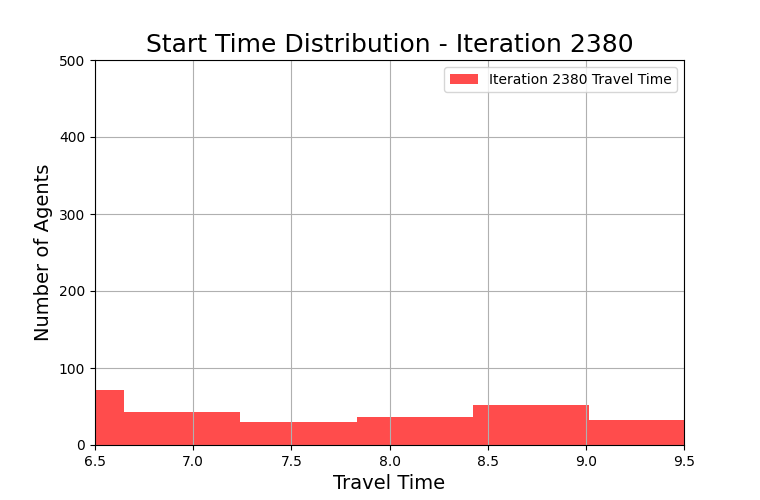 Start Time Distribution - Iteration 2380
Iteration 2380 Travel Time
Number of Agents
500
400
300
200
100
0
6.5 7.0 7.5 8.0 8.5 9.0 9.5
Travel Time